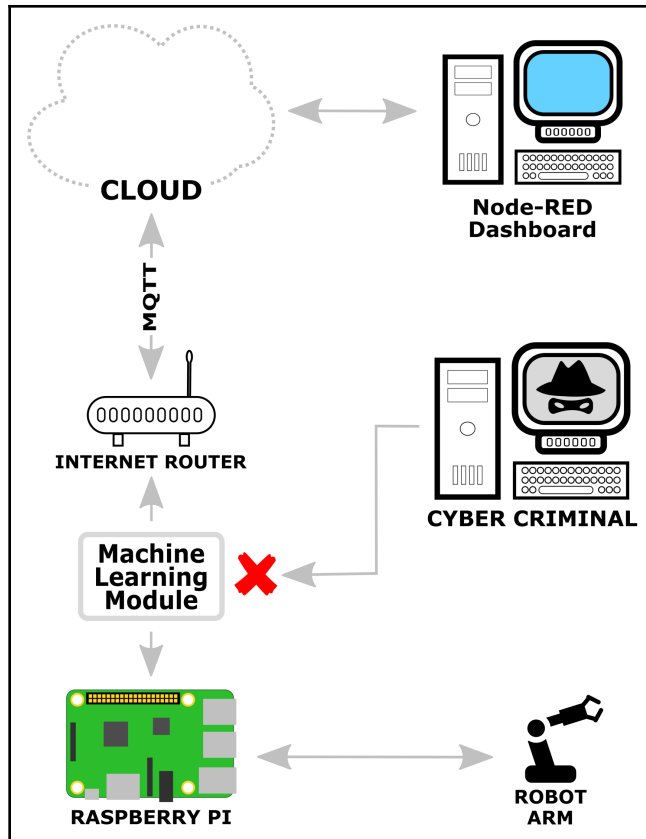 CLOUD
Node-RED
Dashboard
MQTT
INTERNET ROUTER
CYBER CRIMINAL
Machine
Learning
Module
RASPBERRY PI
ROBOT
ARM